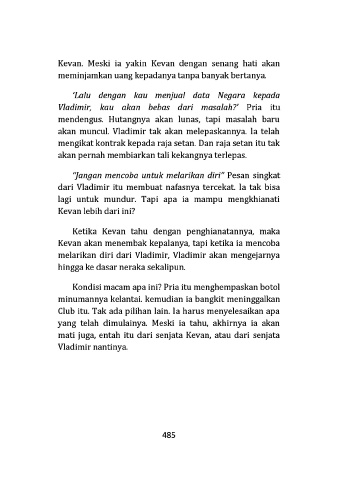 Kevan. Meski ia yakin Kevan dengan senang hati akan
meminjamkan uang kepadanya tanpa banyak bertanya.
‘Lalu dengan kau menjual data Negara kepada
Vladimir, kau akan bebas dari masalah?’ Pria itu
mendengus. Hutangnya akan lunas, tapi masalah baru
akan muncul. Vladimir tak akan melepaskannya. Ia telah
mengikat kontrak kepada raja setan. Dan raja setan itu tak
akan pernah membiarkan tali kekangnya terlepas.
“Jangan mencoba untuk melarikan diri” Pesan singkat
dari Vladimir itu membuat nafasnya tercekat. Ia tak bisa
lagi untuk mundur. Tapi apa ia mampu mengkhianati
Kevan lebih dari ini?
Ketika Kevan tahu dengan penghianatannya, maka
Kevan akan menembak kepalanya, tapi ketika ia mencoba
melarikan diri dari Vladimir, Vladimir akan mengejarnya
hingga ke dasar neraka sekalipun.
Kondisi macam apa ini? Pria itu menghempaskan botol
minumannya kelantai. kemudian ia bangkit meninggalkan
Club itu. Tak ada pilihan lain. Ia harus menyelesaikan apa
yang telah dimulainya. Meski ia tahu, akhirnya ia akan
mati juga, entah itu dari senjata Kevan, atau dari senjata
Vladimir nantinya.
485